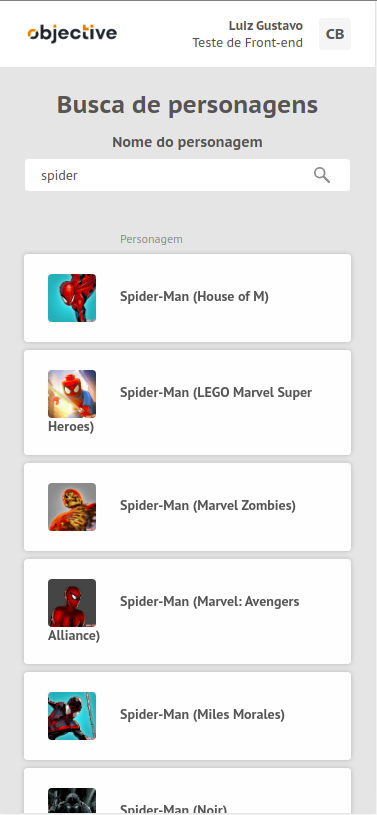 objective
Luiz Gustavo
Teste de Front-end
CB
Busca de personagens
Nome do personagem
spider
Personagem
Spider-Man (House of M)
Spider-Man (LEGO Marvel Super
Heroes)
Spider-Man (Marvel Zombies)
Spider-Man (Marvel: Avengers
Alliance)
Spider-Man (Miles Morales)
Spider-Man (Noir)